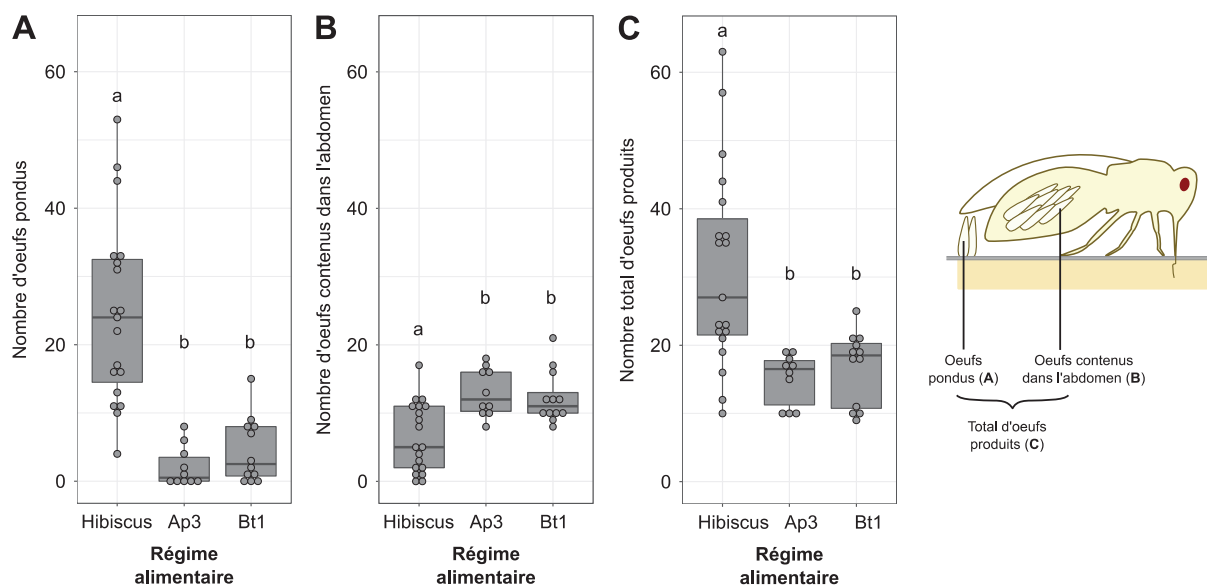 A
Nombre d'oeufs pondus
60
40
20
0
a
b
b
Hibiscus Ap3 Bt1
Régime
alimentaire
B
Nombre d'oeufs contenus dans l'abdomen
60
40
20
0
a
b
b
Hibiscus Ap3 Bt1
Régime
alimentaire
C
Nombre total d'oeufs produits
60
40
20
0
a
b
b
Hibiscus Ap3 Bt1
Régime
alimentaire
Oeufs
pondus (A)
Oeufs contenus
dans l'abdomen (B)
Total d'oeufs
produits (C)